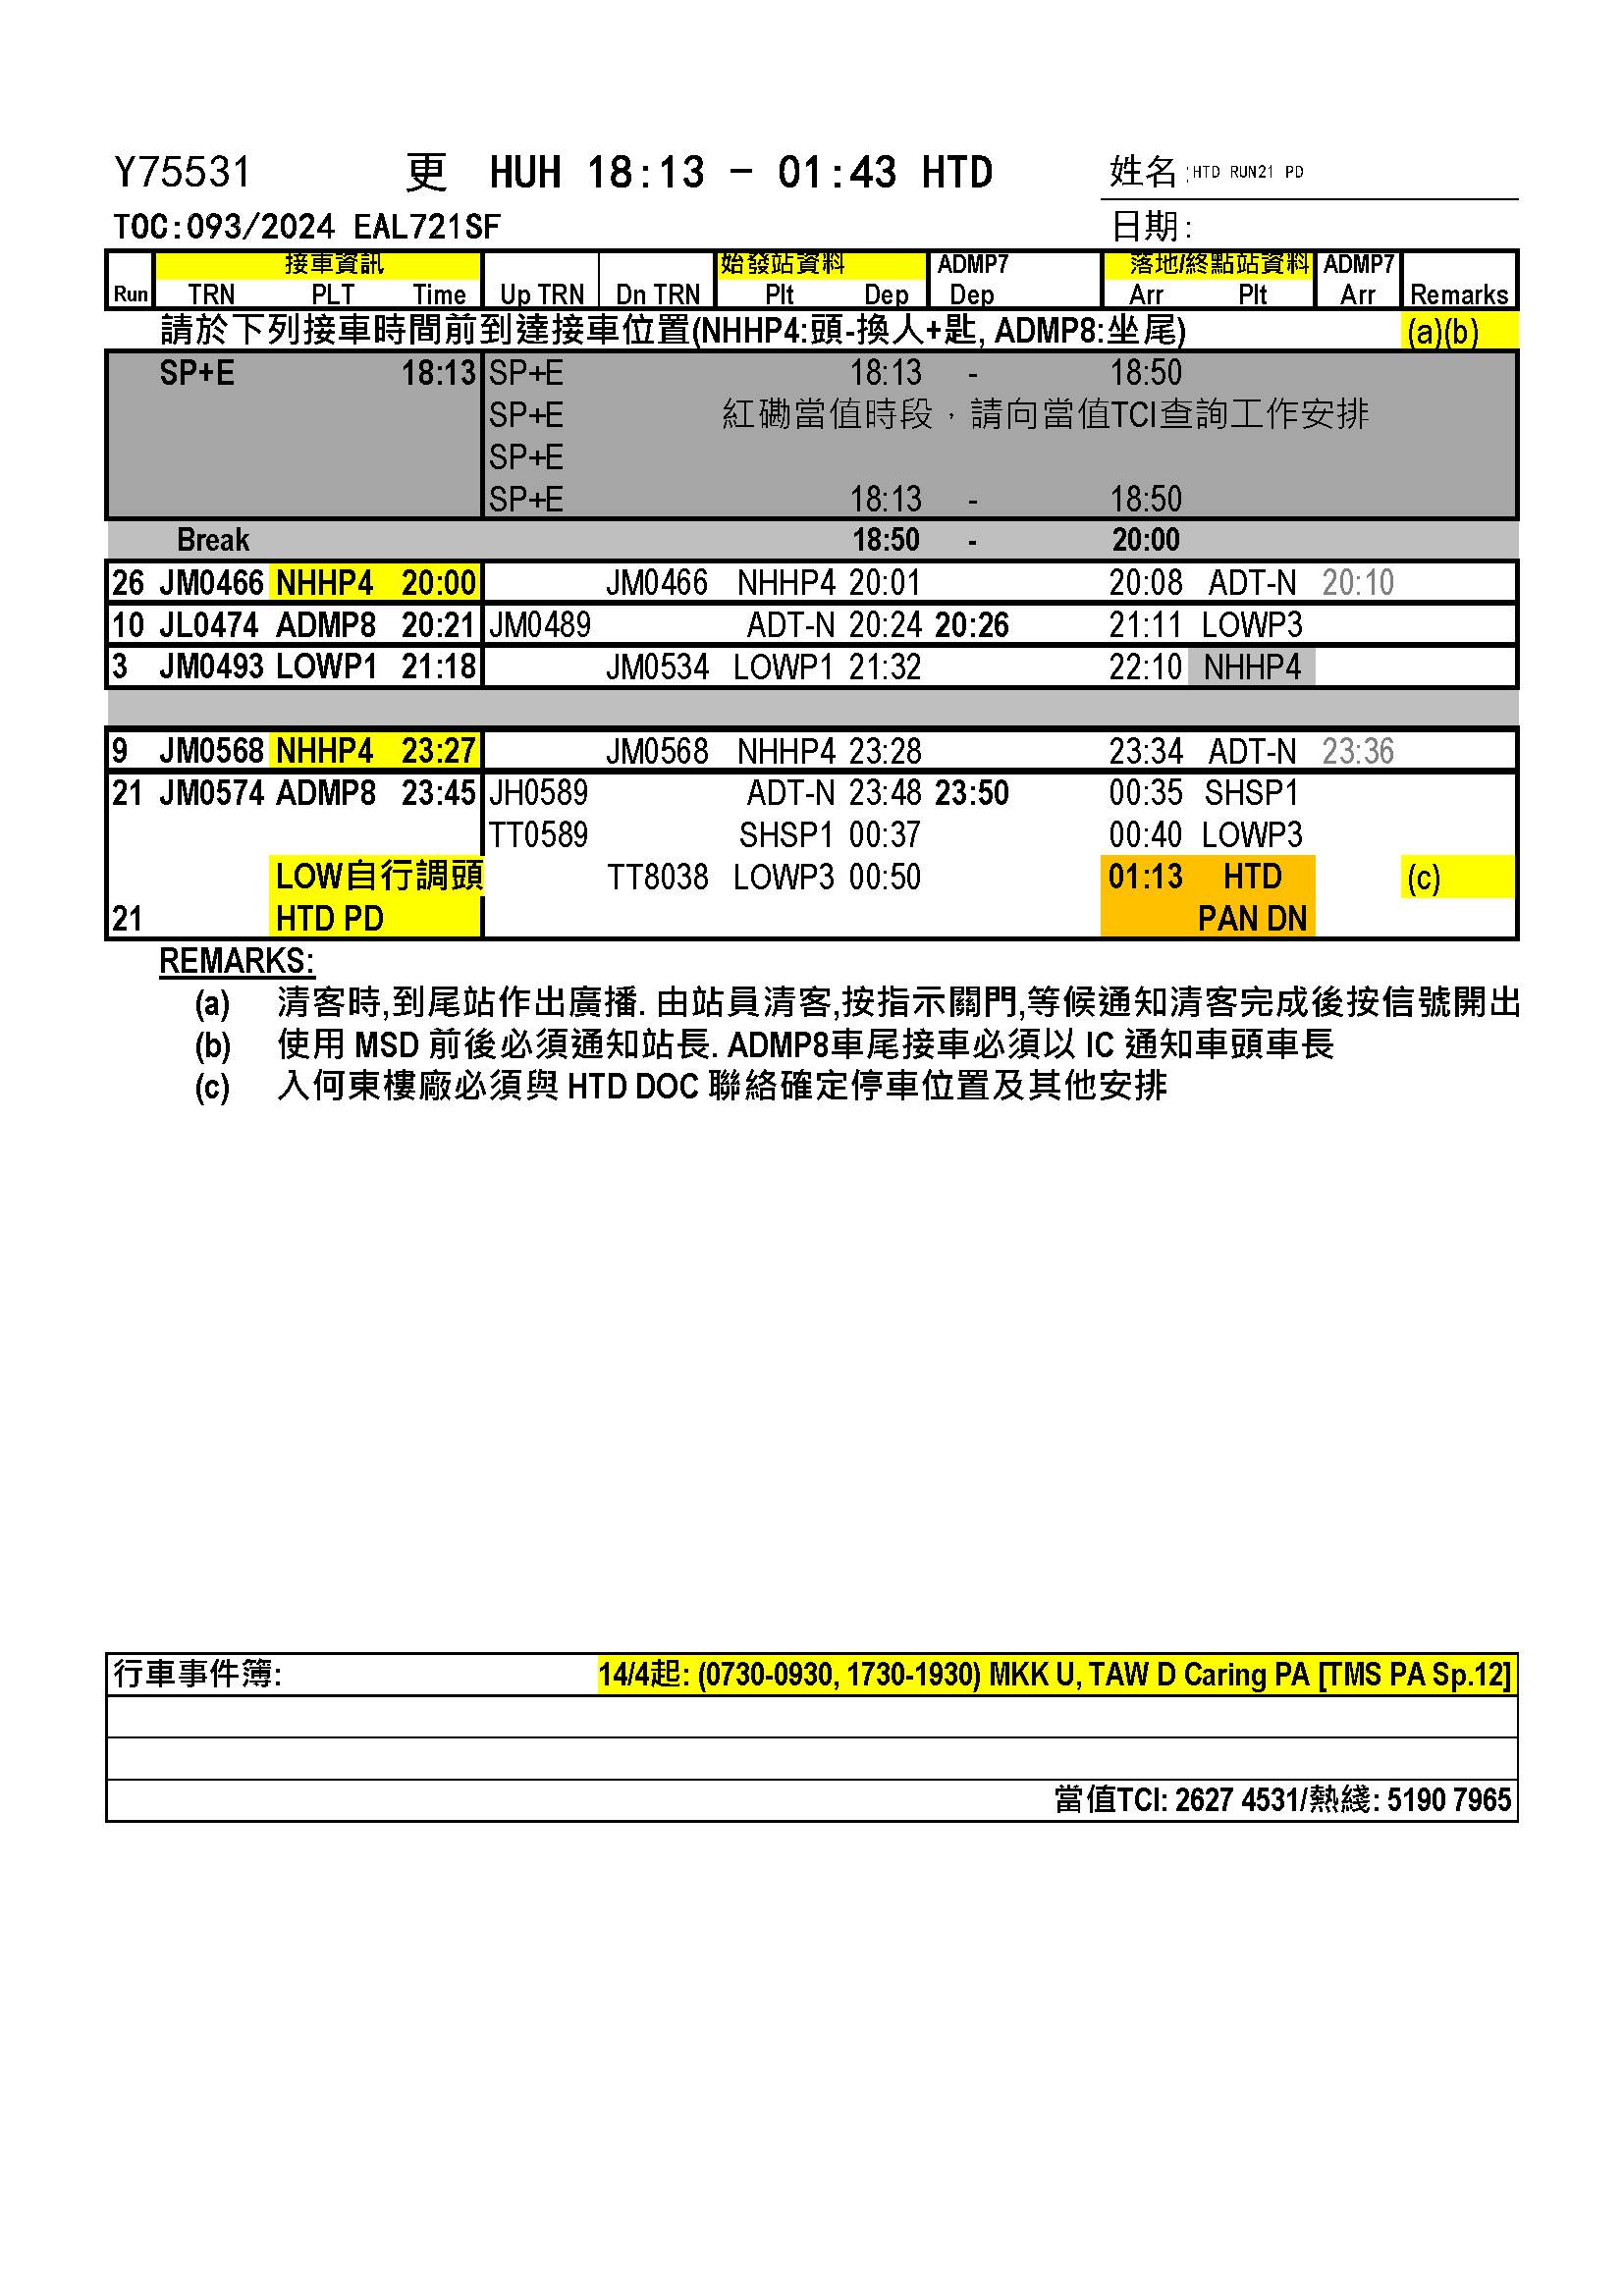 Y75531 更 HUH 18:13 - 01:43 HTD 姓名:HTD RUN21 PD
TOC:093/2024 EAL721SF 日期:
接車資訊 始發站資料 ADMP7 落地/終點站資料 ADMP7
Run TRN PLT Time Up TRN Dn TRN Plt Dep Dep Arr Plt Arr Remarks
請於下列接車時間前到達接車位置(NHHP4:頭-換人+匙, ADMP8:坐尾) (a)(b)
SP+E 18:13 SP+E 18:13 - 18:50
SP+E 紅磡當值時段，請向當值TCI查詢工作安排
SP+E
SP+E 18:13 - 18:50
Break 18:50 - 20:00
26 JM0466 NHHP4 20:00 JM0466 NHHP4 20:01 20:08 ADT-N 20:10
10 JL0474 ADMP8 20:21 JM0489 ADT-N 20:24 20:26 21:11 LOWP3
3 JM0493 LOWP1 21:18 JM0534 LOWP1 21:32 22:10 NHHP4
9 JM0568 NHHP4 23:27 JM0568 NHHP4 23:28 23:34 ADT-N 23:36
21 JM0574 ADMP8 23:45 JH0589 ADT-N 23:48 23:50 00:35 SHSP1
TT0589 SHSP1 00:37 00:40 LOWP3
LOW自行調頭 TT8038 LOWP3 00:50 01:13 HTD (c)
21 HTD PD PAN DN
REMARKS:
(a) 清客時,到尾站作出廣播. 由站員清客,按指示關門,等候通知清客完成後按信號開出
(b) 使用 MSD 前後必須通知站長. ADMP8車尾接車必須以 IC 通知車頭車長
(c) 入何東樓廠必須與 HTD DOC 聯絡確定停車位置及其他安排
行車事件簿: 14/4起: (0730-0930, 1730-1930) MKK U, TAW D Caring PA [TMS PA Sp.12]
當值TCI: 2627 4531/熱綫: 5190 7965